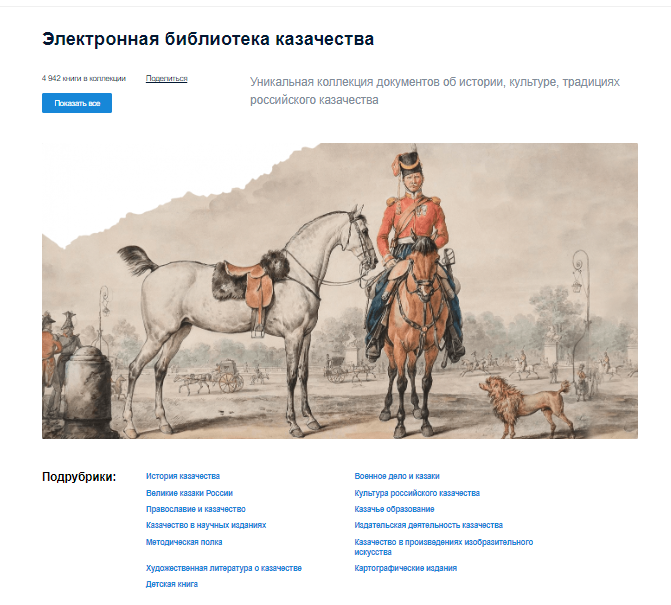 Электронная библиотека казачества
4 942 книги в коллекции
Поделиться
Показать все
Уникальная коллекция документов об истории, культуре, традициях
российского казачества
Подрубрики:
История казачества
Военное дело и казаки
Великие казаки России
Культура российского казачества
Православие и казачество
Казачье образование
Казачество в научных изданиях
Издательская деятельность казачества
Методическая полка
Казачество в произведениях изобразительного
искусства
Художественная литература о казачестве
Картографические издания
Детская книга